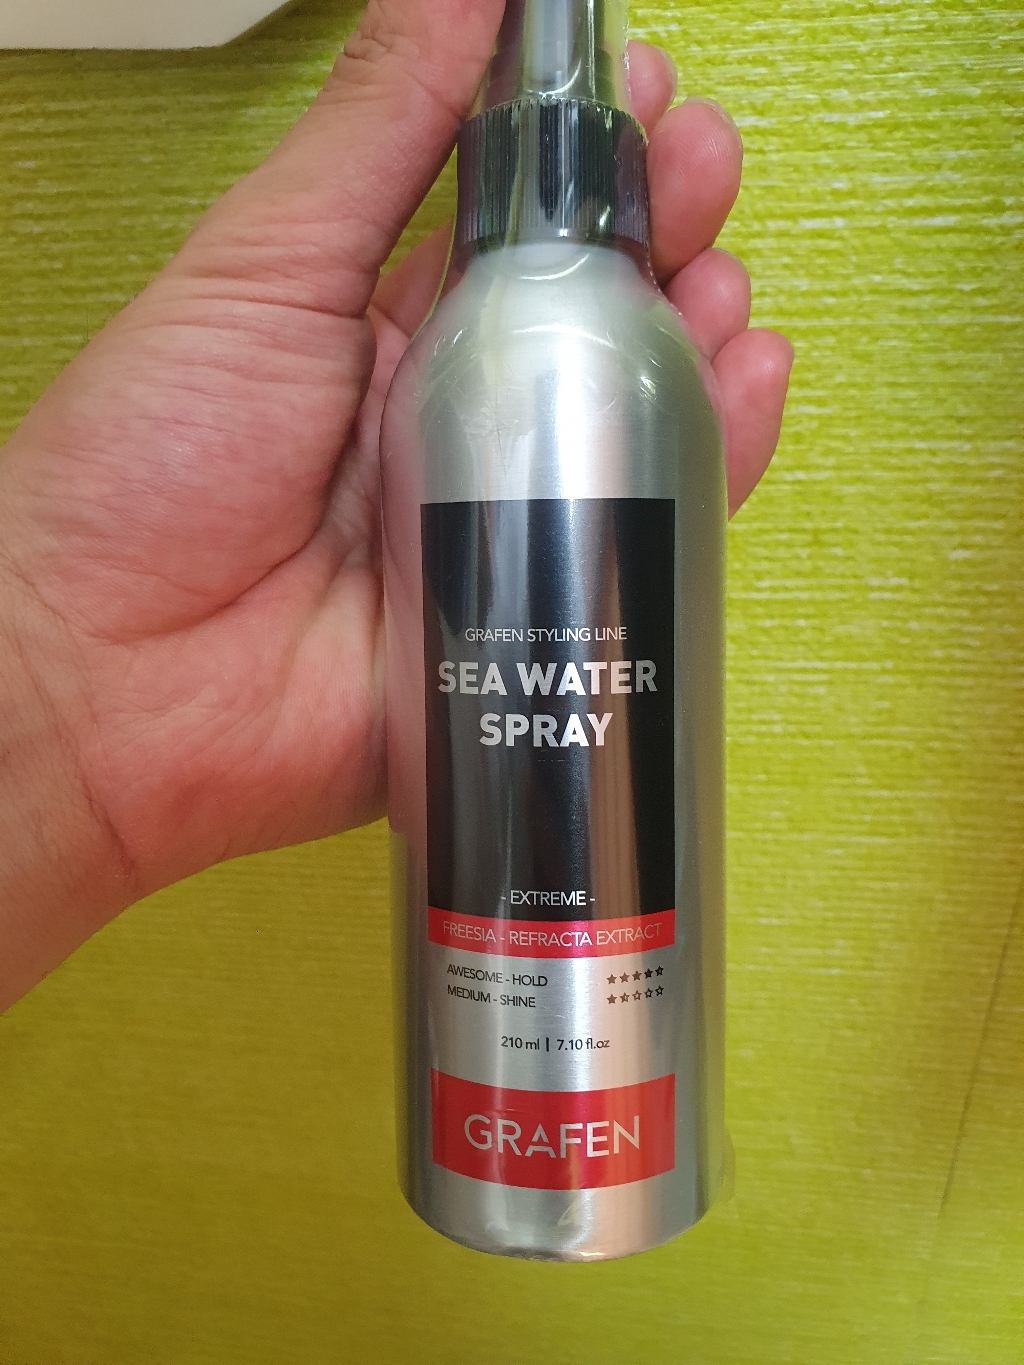 GRAFEN STYLING LINE
SEA WATER
SPRAY
- EXTREME -
FREESIA - REFRACTA EXTRACT
AWESOME - HOLD
MEDIUM - SHINE
210 ml | 7.10 fl.oz
GRAFEN